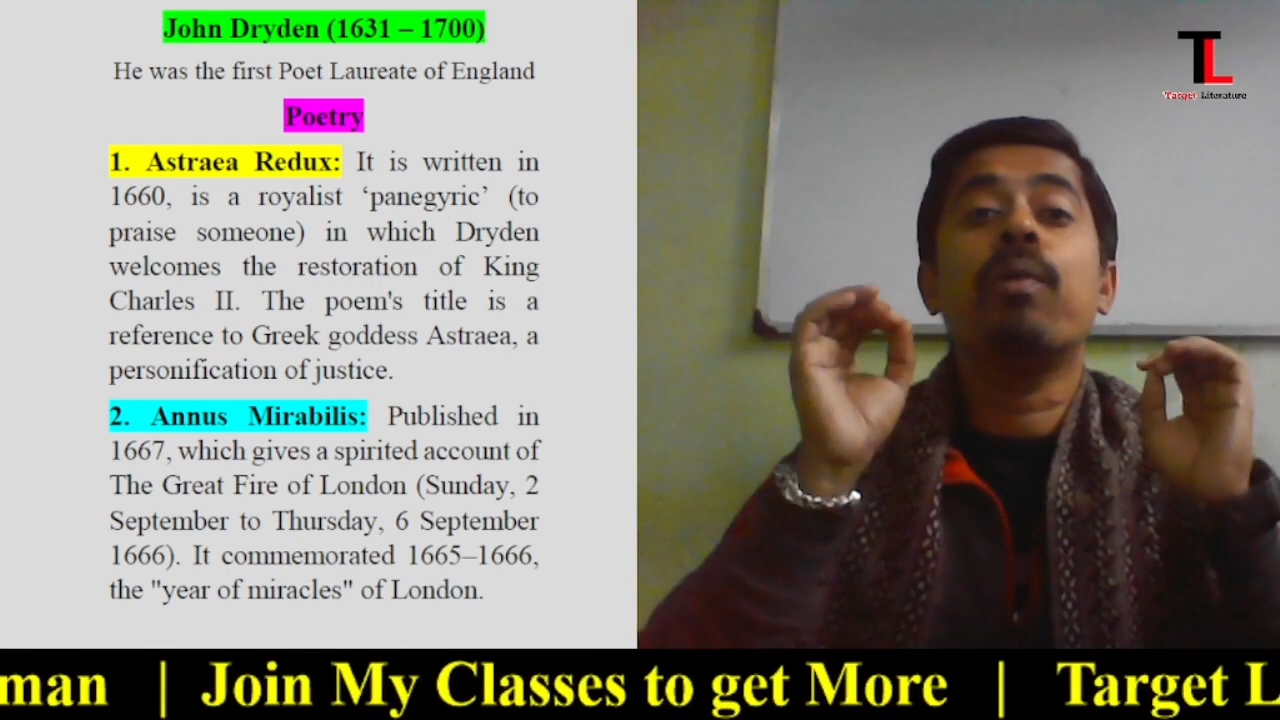 John Dryden (1631 – 1700)
He was the first Poet Laureate of England
Poetry
1. Astraea Redux: It is written in
1660, is a royalist ‘panegyric’ (to
praise someone) in which Dryden
welcomes the restoration of King
Charles II. The poem's title is a
reference to Greek goddess Astraea, a
personification of justice.
2. Annus Mirabilis: Published in
1667, which gives a spirited account of
The Great Fire of London (Sunday, 2
September to Thursday, 6 September
1666). It commemorated 1665–1666,
the "year of miracles" of London.
TL
Target Literature
man | Join My Classes to get More | Target L